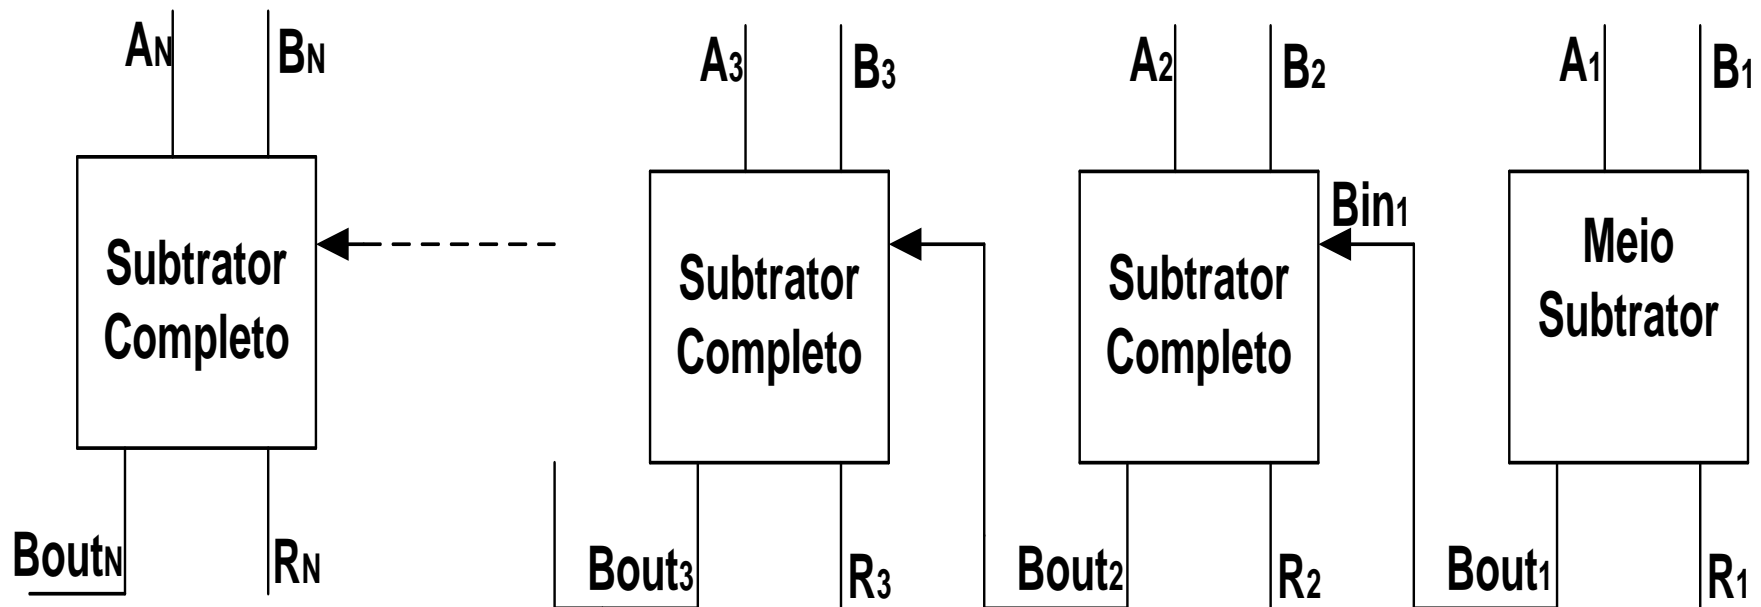 AN BN A3 B3 A2 B2 A1 B1
Bin1
Subtrator
Completo
Subtrator
Completo
Subtrator
Completo
Meio
Subtrator
BoutN RN Bout3 R3 Bout2 R2 Bout1 R1